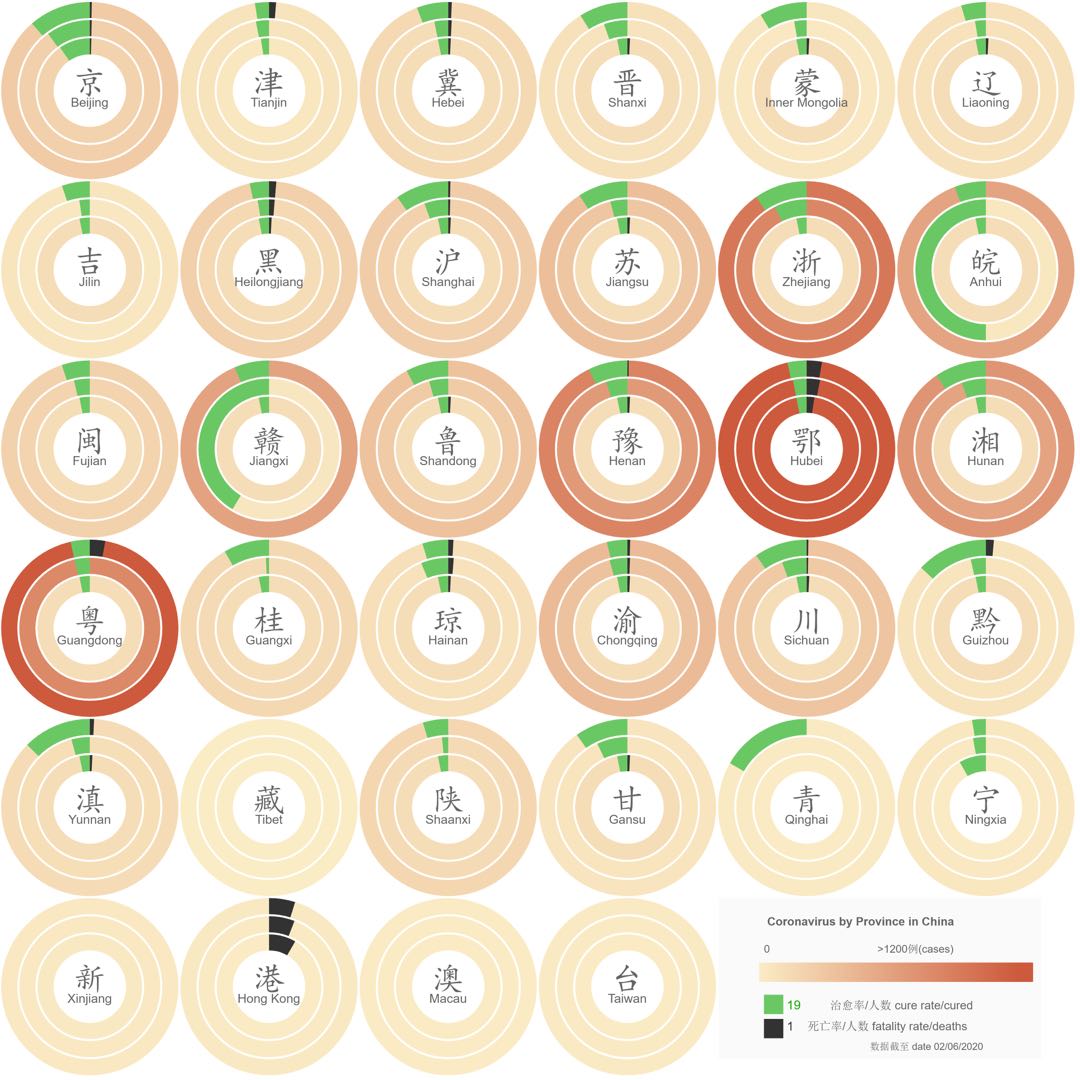 京
Beijing
津
Tianjin
冀
Hebei
晋
Shanxi
蒙
Inner Mongolia
辽
Liaoning
吉
Jilin
黑
Heilongjiang
沪
Shanghai
苏
Jiangsu
浙
Zhejiang
皖
Anhui
闽
Fujian
赣
Jiangxi
鲁
Shandong
豫
Henan
鄂
Hubei
湘
Hunan
粤
Guangdong
桂
Guangxi
琼
Hainan
渝
Chongqing
川
Sichuan
黔
Guizhou
滇
Yunnan
藏
Tibet
陕
Shaanxi
甘
Gansu
青
Qinghai
宁
Ningxia
新
Xinjiang
港
Hong Kong
澳
Macau
台
Taiwan
Coronavirus by Province in China
0 >1200例(cases)
19 治愈率/人数 cure rate/cured
1 死亡率/人数 fatality rate/deaths
数据截至 date 02/06/2020